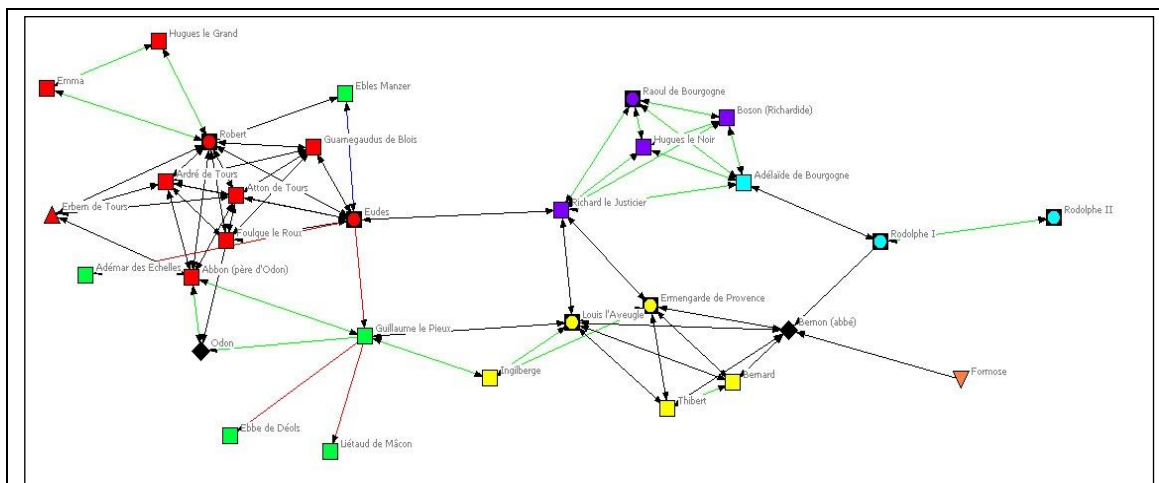 Hugues le Grand
Emma
Ebles Manzer
Raoul de Bourgogne
Boson (Richardide)
Robert
Guarnegaudus de Blois
Hugues le Noir
Ardré de Tours
Adélaïde de Bourgogne
Atton de Tours
Erbern de Tours
Eudes
Richard le Justicier
Rodolphe II
Foulque le Roux
Rodolphe I
Adémar des Echelles
Abbon (père d'Odon)
Ermengarde de Provence
Louis l'Aveugle
Bernon (abbé)
Guillaume le Pieux
Odon
Ingilberge
Bernard
Formose
Thibert
Ebbe de Déols
Liétaud de Mâcon